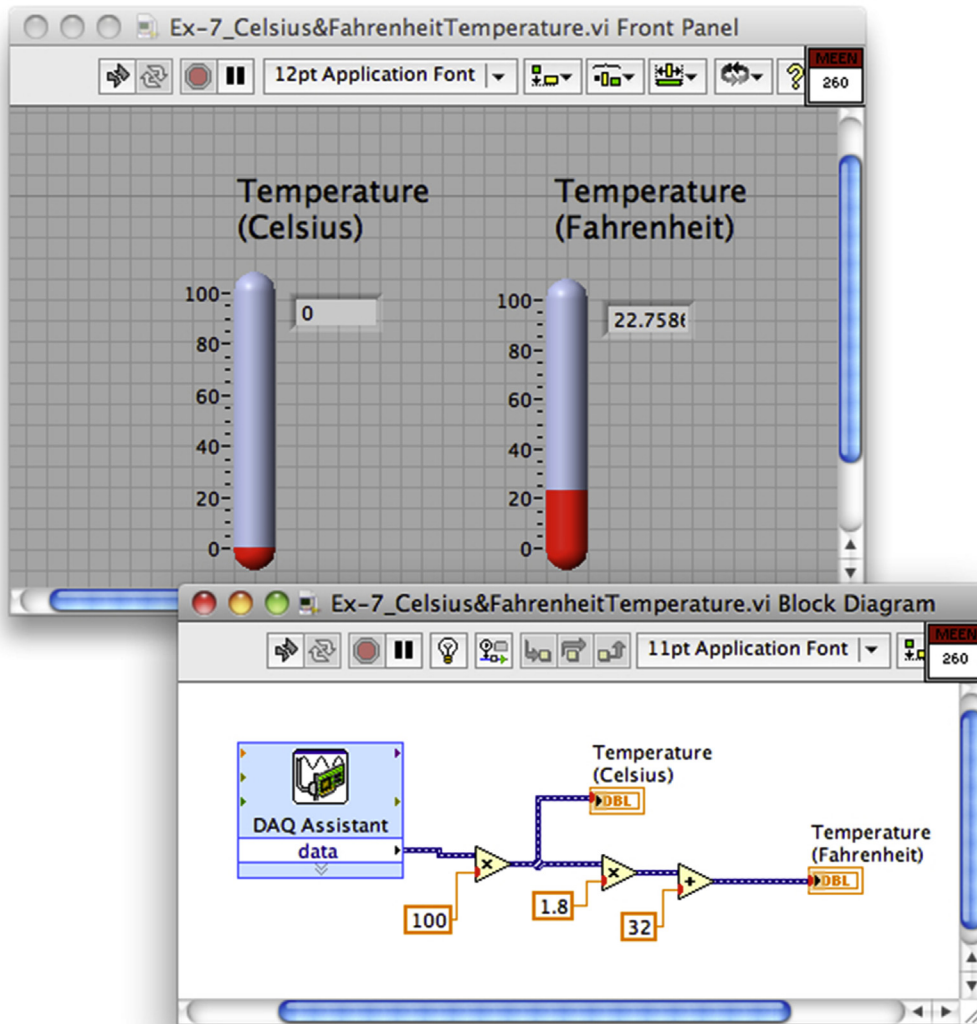 Ex-7_Celsius&FahrenheitTemperature.vi Front Panel
12pt Application Font
?
MEEN
260
Temperature
(Celsius)
Temperature
(Fahrenheit)
100
80
60
40
20
0
0
100
80
60
40
20
0
22.7586
Ex-7_Celsius&FahrenheitTemperature.vi Block Diagram
11pt Application Font
MEEN
260
DAQ Assistant
data
Temperature
(Celsius)
DBL
Temperature
(Fahrenheit)
DBL
×
×
+
100
1.8
32